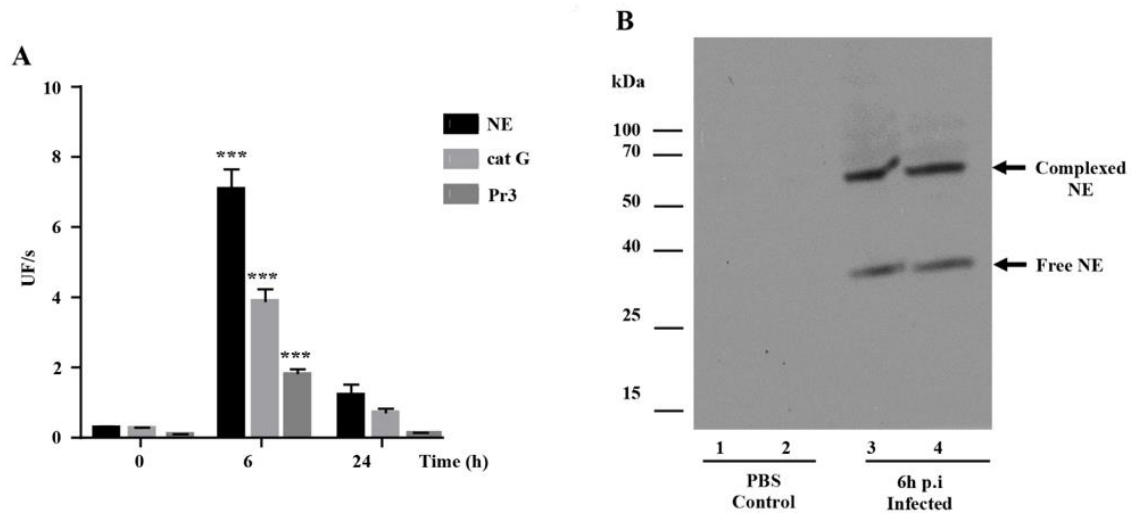 A
10
8
6
4
2
0
UF/s
***
***
***
NE
cat G
Pr3
0 6 24 Time (h)
B
kDa
100
70
50
40
25
15
Complexed
NE
Free NE
1 2 3 4
PBS
Control
6h p.i
Infected